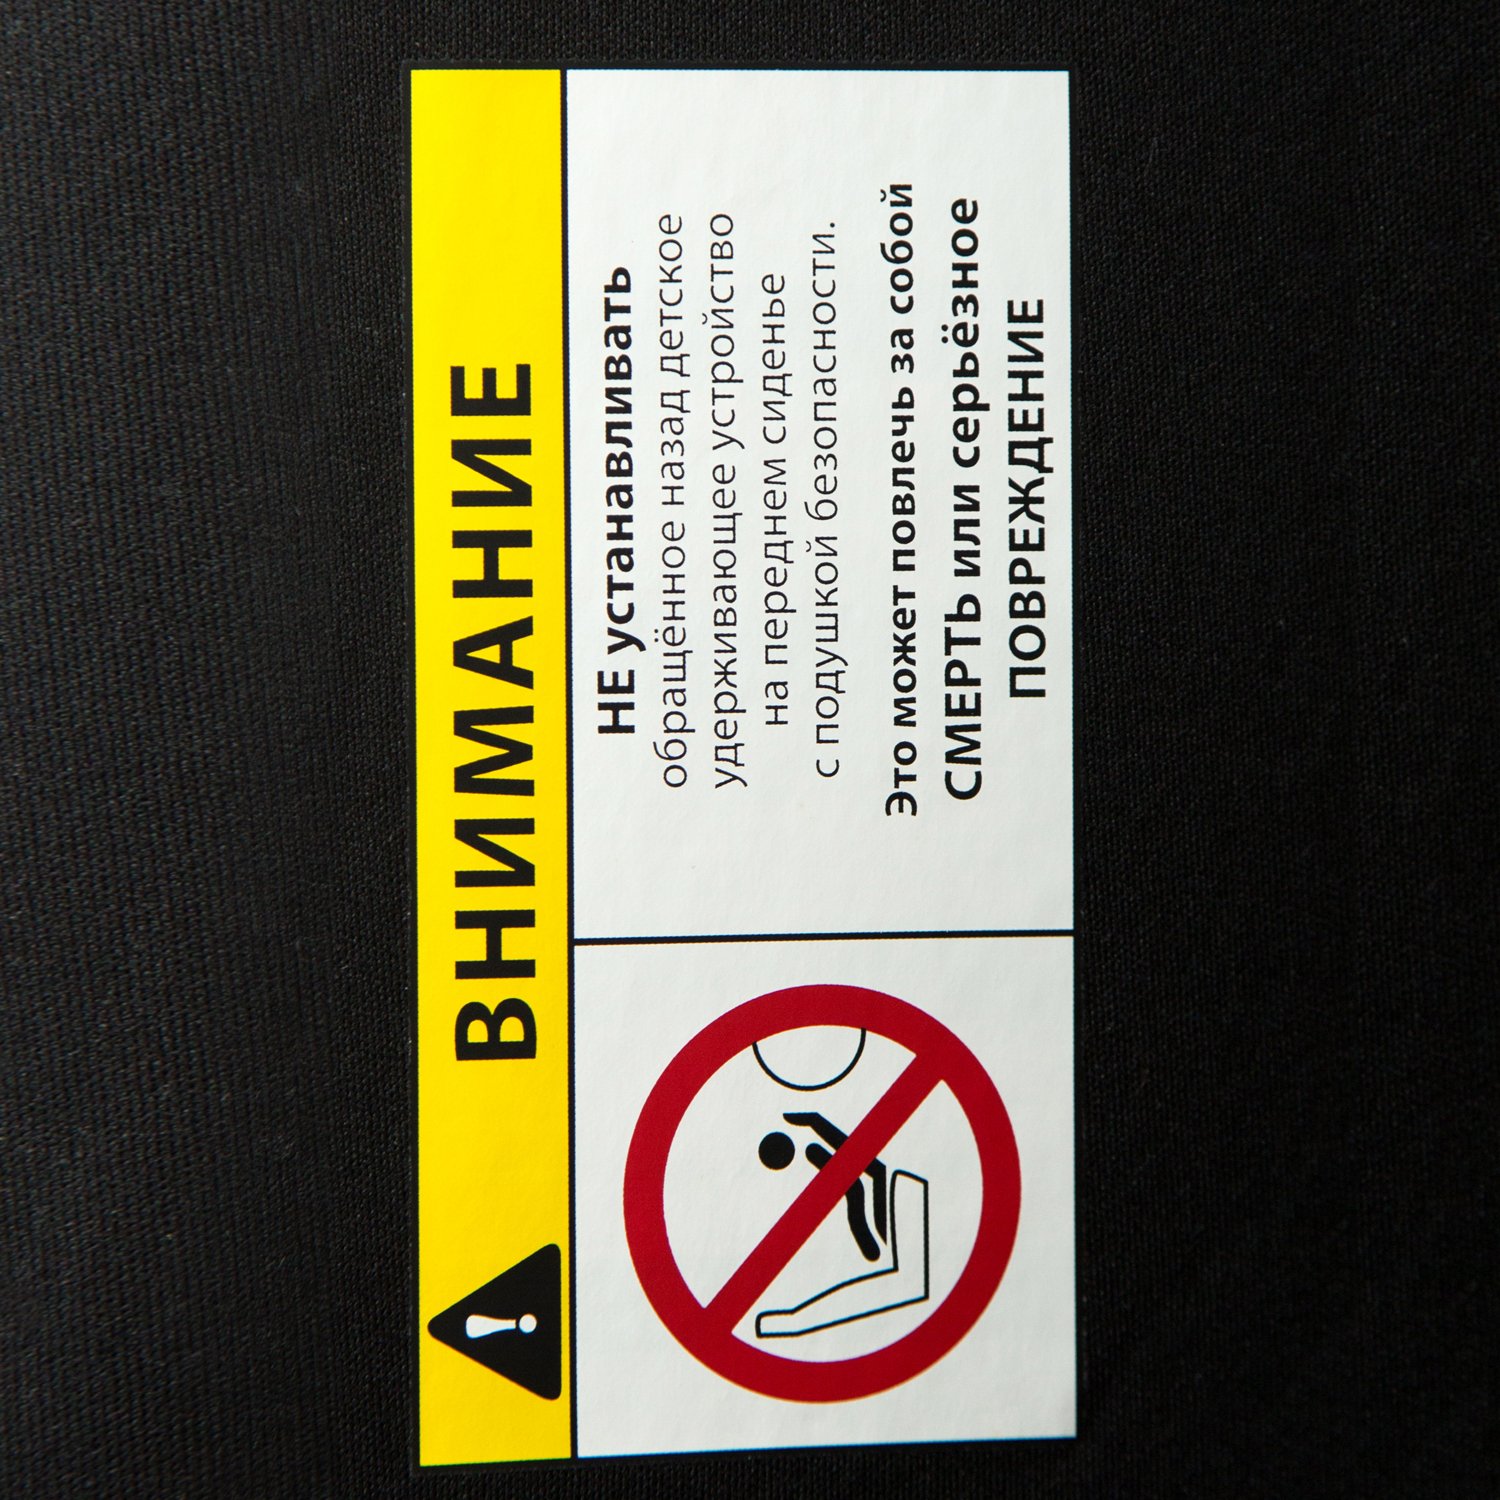 ВНИМАНИЕ
НЕ устанавливать
обращённое назад детское
удерживающее устройство
на переднем сиденье
с подушкой безопасности.
Это может повлечь за собой
СМЕРТЬ или серьёзное
ПОВРЕЖДЕНИЕ